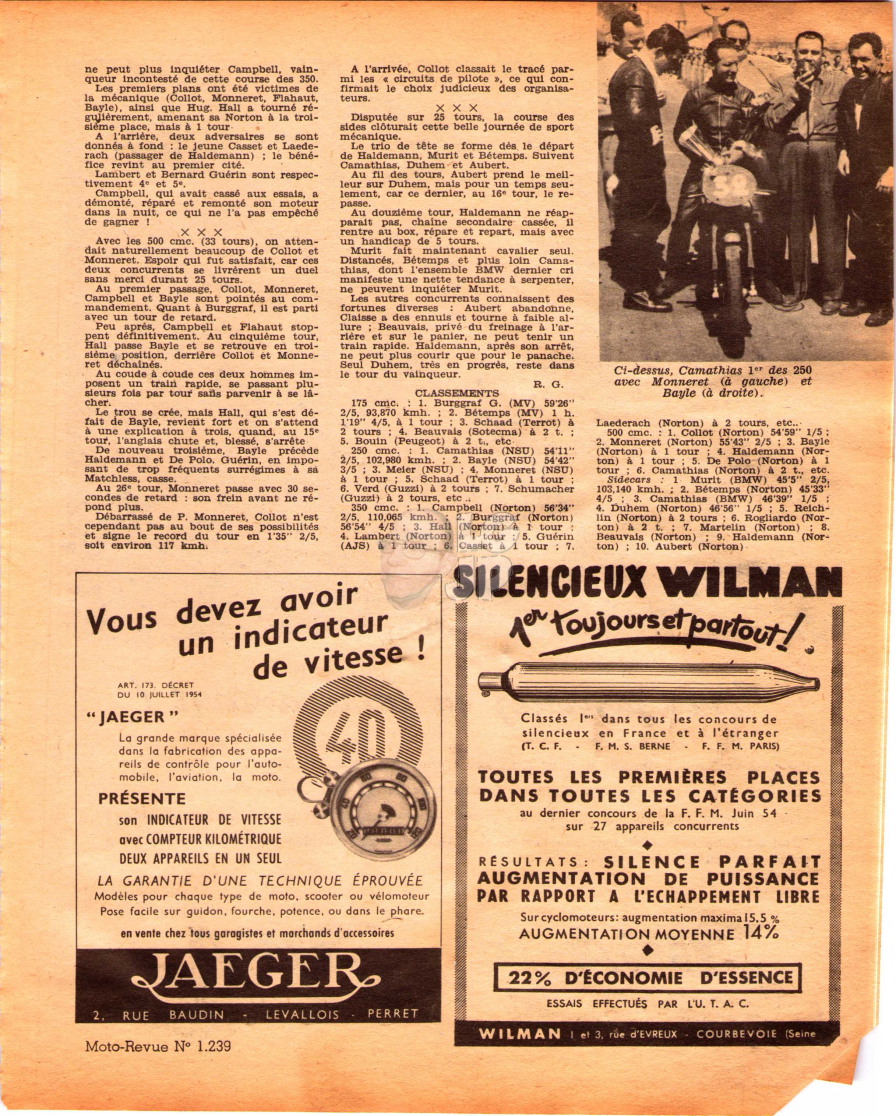 ne peut plus inquiéter Campbell, vain-
queur incontesté de cette course des 350.
Les premiers plans ont été victimes de
la mécanique (Collot, Monneret, Flahaut,
Bayle), ainsi que Hug. Hall a tourné ré-
gulièrement, amenant sa Norton à la troi-
sième place, mais à 1 tour
A l'arrière, deux adversaires se sont
donnés à fond : le jeune Casset et Laede-
rach (passager de Haldemann) ; le béné-
fice revint au premier cité.
Lambert et Bernard Guérin sont respec-
tivement 4e et 5e.
Campbell, qui avait cassé aux essais, a
démonté, réparé et remonté son moteur
dans la nuit, ce qui ne l'a pas empêché
de gagner !
× × ×
Avec les 500 cmc. (33 tours), on atten-
dait naturellement beaucoup de Collot et
Monneret. Espoir qui fut satisfait, car ces
deux concurrents se livrèrent un duel
sans merci durant 25 tours.
Au premier passage, Collot, Monneret,
Campbell et Bayle sont pointés au com-
mandement. Quant à Burggraf, il est parti
avec un tour de retard.
Peu après, Campbell et Flahaut stop-
pent définitivement. Au cinquième tour,
Hall passe Bayle et se retrouve en troi-
sième position, derrière Collot et Monne-
ret déchaînés.
Au coude à coude ces deux hommes im-
posent un train rapide, se passant plu-
sieurs fois par tour sans parvenir à se lâ-
cher.
Le trou se crée, mais Hall, qui s'est dé-
fait de Bayle, revient fort et on s'attend
à une explication à trois, quand, au 15e
tour, l'anglais chute et, blessé, s'arrête
De nouveau troisième, Bayle précède
Haldemann et De Polo. Guérin, en impo-
sant de trop fréquents surrégimes à sa
Matchless, casse.
Au 26e tour, Monneret passe avec 30 se-
condes de retard : son frein avant ne ré-
pond plus.
Débarrassé de P. Monneret, Collot n'est
cependant pas au bout de ses possibilités
et signe le record du tour en 1'35" 2/5,
soit environ 117 kmh.
A l'arrivée, Collot classait le tracé par-
mi les « circuits de pilote », ce qui con-
firmait le choix judicieux des organisa-
teurs.
× × ×
Disputée sur 25 tours, la course des
sides clôturait cette belle journée de sport
mécanique.
Le trio de tête se forme dès le départ
de Haldemann, Murit et Bétemps. Suivent
Camathias, Duhem et Aubert.
Au fil des tours, Aubert prend le meil-
leur sur Duhem, mais pour un temps seu-
lement, car ce dernier, au 16e tour, le re-
passe.
Au douzième tour, Haldemann ne réap-
parait pas, chaîne secondaire cassée, il
rentre au box, répare et repart, mais avec
un handicap de 5 tours.
Murit fait maintenant cavalier seul.
Distancés, Bétemps et plus loin Cama-
thias, dont l'ensemble BMW dernier cri
manifeste une nette tendance à serpenter,
ne peuvent inquiéter Murit.
Les autres concurrents connaissent des
fortunes diverses : Aubert abandonne,
Claisse a des ennuis et tourne à faible al-
lure ; Beauvais, privé du freinage à l'ar-
rière et sur le panier, ne peut tenir un
train rapide. Haldemann, après son arrêt,
ne peut plus courir que pour le panache.
Seul Duhem, très en progrès, reste dans
le tour du vainqueur.
R. G.
CLASSEMENTS
175 cmc. : 1. Burggraf G. (MV) 59'26"
2/5, 93,870 kmh. ; 2. Bétemps (MV) 1 h.
1'19" 4/5, à 1 tour ; 3. Schaad (Terrot) à
2 tours ; 4. Beauvais (Sotecma) à 2 t. ;
5. Bouin (Peugeot) à 2 t., etc
250 cmc. : 1. Camathias (NSU) 54'11"
2/5, 102,980 kmh. ; 2. Bayle (NSU) 54'42"
3/5 ; 3. Meier (NSU) ; 4. Monneret (NSU)
à 1 tour ; 5. Schaad (Terrot) à 1 tour ;
6. Verd (Guzzi) à 2 tours ; 7. Schumacher
(Guzzi) à 2 tours, etc..
350 cmc. : 1. Campbell (Norton) 56'34"
2/5, 110,065 kmh. ; 2. Burggraf (Norton)
56'54" 4/5 ; 3. Hall (Norton) à 1 tour :
4. Lambert (Norton) à 1 tour ; 5. Guérin
(AJS) à 1 tour ; 6. Casset à 1 tour ; 7.
38
Ci-dessus, Camathias 1er des 250
avec Monneret (à gauche) et
Bayle (à droite).
Laederach (Norton) à 2 tours, etc..
500 cmc. : 1. Collot (Norton) 54'59" 1/5 ;
2. Monneret (Norton) 55'43" 2/5 ; 3. Bayle
(Norton) à 1 tour ; 4. Haldemann (Nor-
ton) à 1 tour ; 5. De Polo (Norton) à 1
tour ; 6. Camathias (Norton) à 2 t., etc.
Sidecars : 1 Murit (BMW) 45'5" 2/5,
103,140 kmh. ; 2. Bétemps (Norton) 45'33"
4/5 ; 3. Camathias (BMW) 46'39" 1/5 ;
4. Duhem (Norton) 46'56" 1/5 ; 5. Reich-
lin (Norton) à 2 tours ; 6. Rogliardo (Nor-
ton) à 2 t. ; 7. Martelin (Norton) ; 8.
Beauvais (Norton) ; 9. Haldemann (Nor-
ton) ; 10. Aubert (Norton)
Vous devez avoir
un indicateur
de vitesse !
ART. 173. DÉCRET
DU 10 JUILLET 1954
"JAEGER"
La grande marque spécialisée
dans la fabrication des appa-
reils de contrôle pour l'auto-
mobile, l'aviation, la moto.
40
PRÉSENTE
son INDICATEUR DE VITESSE
avec COMPTEUR KILOMÉTRIQUE
DEUX APPAREILS EN UN SEUL
LA GARANTIE D'UNE TECHNIQUE ÉPROUVÉE
Modèles pour chaque type de moto, scooter ou vélomoteur
Pose facile sur guidon, fourche, potence, ou dans le phare.
en vente chez tous garagistes et marchands d'accessoires
JAEGER
2, RUE BAUDIN - LEVALLOIS - PERRET
SILENCIEUX WILMAN
1er toujours et partout !
Classés 1ers dans tous les concours de
silencieux en France et à l'étranger
(T. C. F. - F. M. S. BERNE - F. F. M. PARIS)
TOUTES LES PREMIÈRES PLACES
DANS TOUTES LES CATÉGORIES
au dernier concours de la F. F. M. Juin 54
sur 27 appareils concurrents
RÉSULTATS : SILENCE PARFAIT
AUGMENTATION DE PUISSANCE
PAR RAPPORT A L'ECHAPPEMENT LIBRE
Sur cyclomoteurs: augmentation maxima 15,5 %
AUGMENTATION MOYENNE 14%
22% D'ÉCONOMIE D'ESSENCE
ESSAIS EFFECTUÉS PAR L'U. T. A. C.
WILMAN 1 et 3, rue d'EVREUX - COURBEVOIE (Seine
Moto-Revue N° 1.239